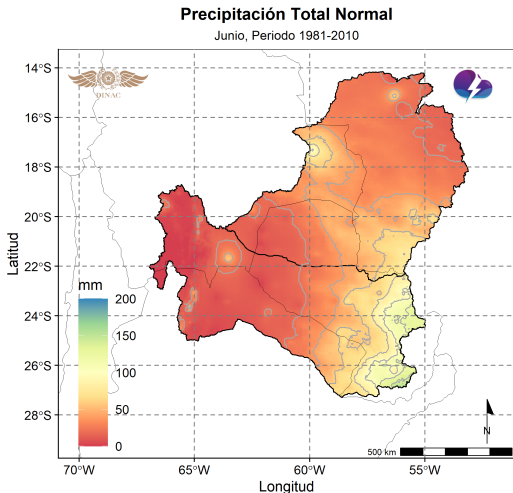 Precipitación Total Normal
Junio, Periodo 1981-2010
14°S
16°S
18°S
20°S
22°S
24°S
26°S
28°S
Latitud
DINAC
mm
200
150
100
50
0
N
500 km
70°W
65°W
60°W
55°W
Longitud